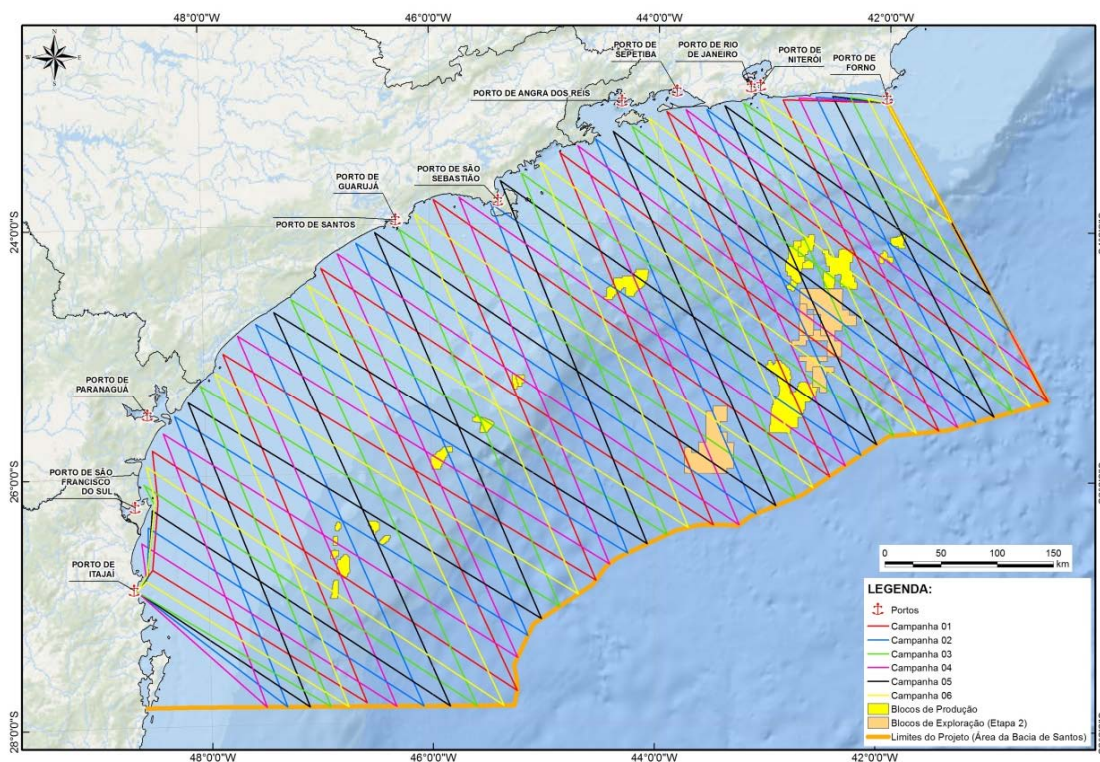 48°0'0"W
46°0'0"W
44°0'0"W
42°0'0"W
N
W
E
S
PORTO DE
SEPETIBA
PORTO DE RIO
DE JANEIRO
PORTO DE
NITERÓI
PORTO DE
FORNO
PORTO DE ANGRA DOS REIS
PORTO DE SÃO
SEBASTIÃO
PORTO DE
GUARUJÁ
PORTO DE SANTOS
24°0'0"S
PORTO DE
PARANAGUÁ
PORTO DE SÃO
FRANCISCO
DO SUL
26°0'0"S
PORTO DE
ITAJAÍ
28°0'0"S
0 50 100 150
km
LEGENDA:
Portos
Campanha 01
Campanha 02
Campanha 03
Campanha 04
Campanha 05
Campanha 06
Blocos de Produção
Blocos de Exploração (Etapa 2)
Limites do Projeto (Área da Bacia de Santos)
48°0'0"W
46°0'0"W
44°0'0"W
42°0'0"W